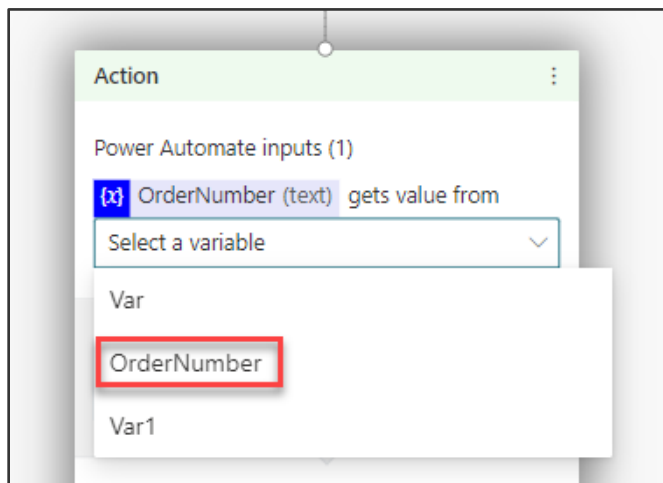 Action
Power Automate inputs (1)
{x} OrderNumber (text) gets value from
Select a variable
Var
OrderNumber
Var1